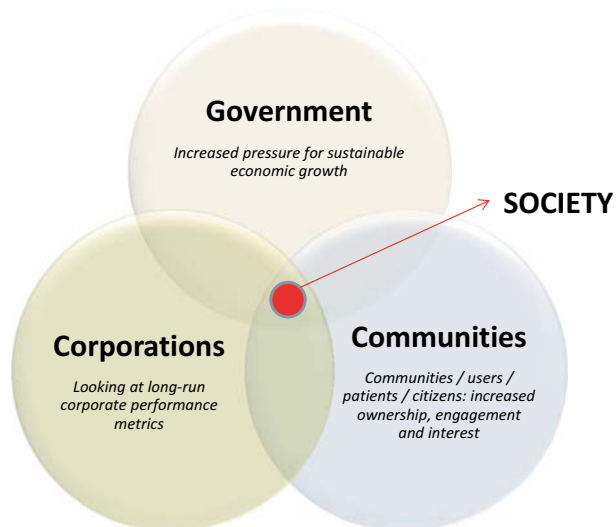 Government
Increased pressure for sustainable
economic growth
SOCIETY
Corporations
Looking at long-run
corporate performance
metrics
Communities
Communities / users /
patients / citizens: increased
ownership, engagement
and interest